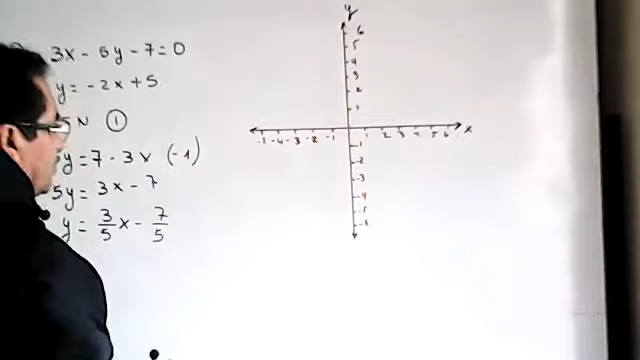 3x - 5y - 7 = 0
y = -2x + 5
①
y = 7 - 3x (-1)
5y = 3x - 7
y = 3/5 x - 7/5
y
6
5
4
3
2
1
-5 -4 -3 -2 -1 1 2 3 4 5 6 x
-1
-2
-3
-4
-5
-6